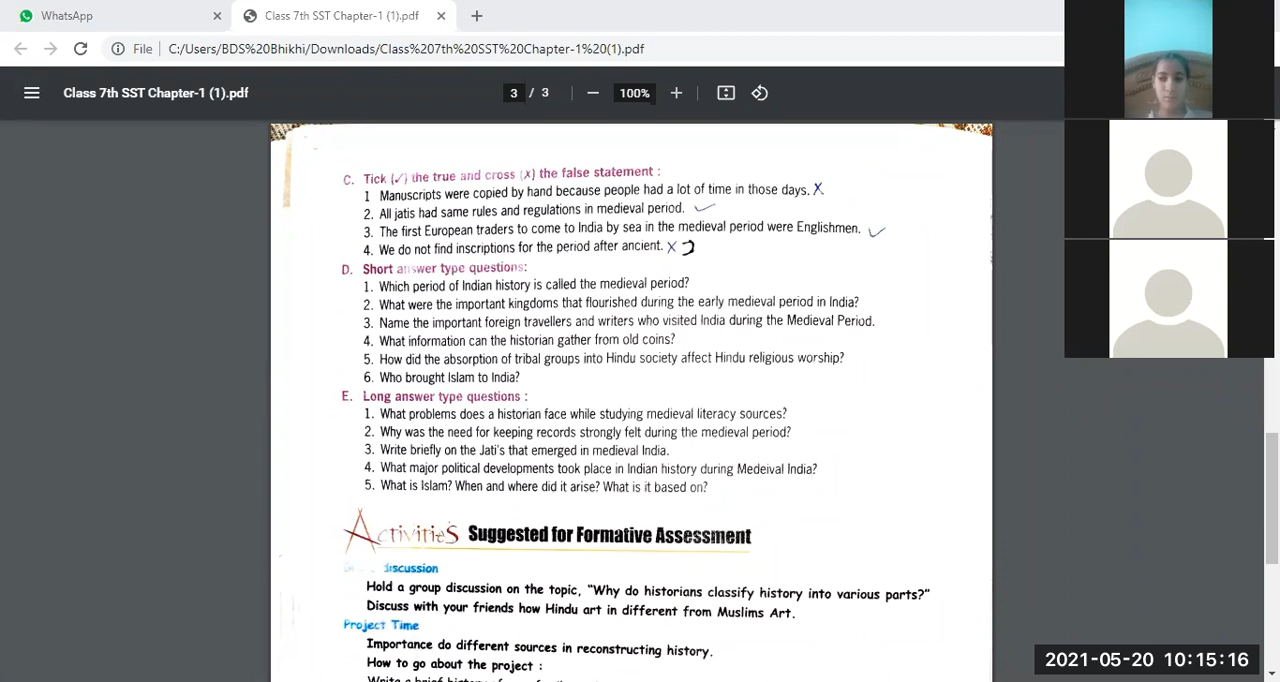 WhatsApp
Class 7th SST Chapter-1 (1).pdf
File
C:/Users/BDS%20Bhikhi/Downloads/Class%207th%20SST%20Chapter-1%20(1).pdf
Class 7th SST Chapter-1 (1).pdf
3 / 3
100%
C. Tick (✓) the true and cross (✗) the false statement :
1 Manuscripts were copied by hand because people had a lot of time in those days. ✗
2. All jatis had same rules and regulations in medieval period. ✓
3. The first European traders to come to India by sea in the medieval period were Englishmen. ✓
4. We do not find inscriptions for the period after ancient. ✗
D. Short answer type questions:
1. Which period of Indian history is called the medieval period?
2. What were the important kingdoms that flourished during the early medieval period in India?
3. Name the important foreign travellers and writers who visited India during the Medieval Period.
4. What information can the historian gather from old coins?
5. How did the absorption of tribal groups into Hindu society affect Hindu religious worship?
6. Who brought Islam to India?
E. Long answer type questions :
1. What problems does a historian face while studying medieval literacy sources?
2. Why was the need for keeping records strongly felt during the medieval period?
3. Write briefly on the Jati's that emerged in medieval India.
4. What major political developments took place in Indian history during Medeival India?
5. What is Islam? When and where did it arise? What is it based on?
Activities Suggested for Formative Assessment
discussion
Hold a group discussion on the topic, “Why do historians classify history into various parts?”
Discuss with your friends how Hindu art in different from Muslims Art.
Project Time
Importance do different sources in reconstructing history.
How to go about the project :
Write a brief history of
2021-05-20 10:15:16